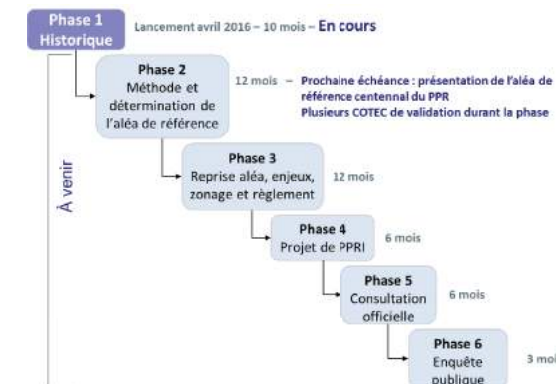 Phase 1
Historique
Lancement avril 2016 – 10 mois – En cours
À venir
Phase 2
Méthode et
détermination de
l'aléa de référence
12 mois – Prochaine échéance : présentation de l'aléa de
référence centennal du PPR
Plusieurs COTEC de validation durant la phase
Phase 3
Reprise aléa, enjeux,
zonage et règlement
12 mois
Phase 4
Projet de PPRI
6 mois
Phase 5
Consultation
officielle
6 mois
Phase 6
Enquête
publique
3 moi